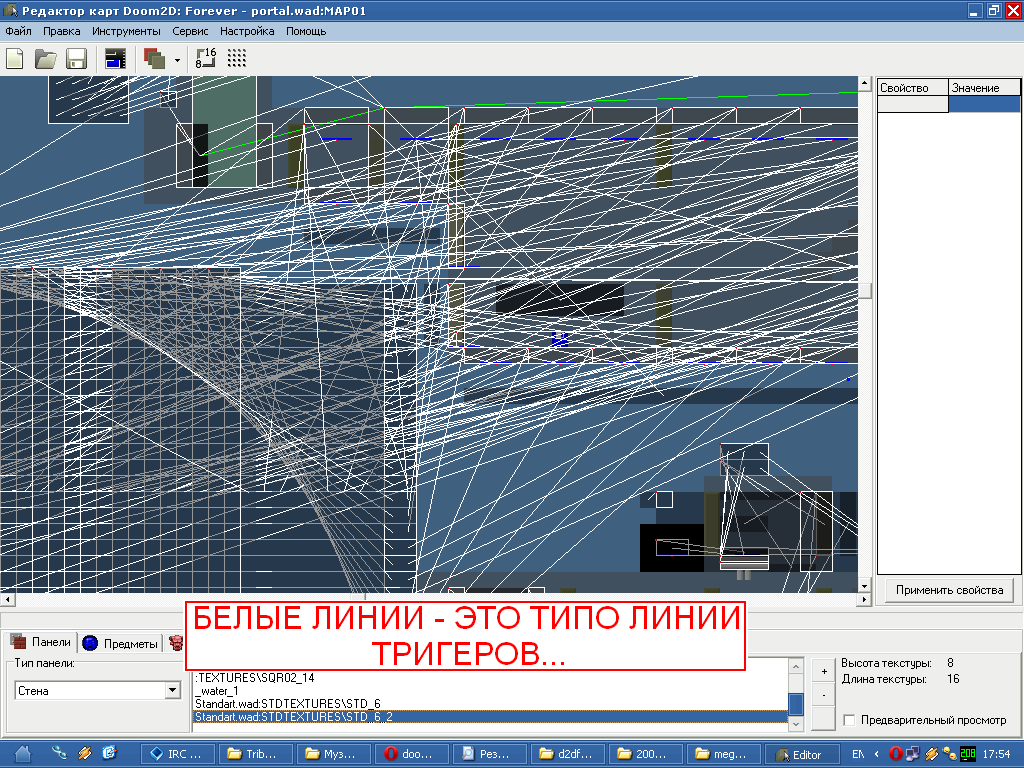 Редактор карт Doom2D: Forever - portal.wad:MAP01
Файл Правка Инструменты Сервис Настройка Помощь
16
8
Свойство Значение
Применить свойства
БЕЛЫЕ ЛИНИИ - ЭТО ТИПО ЛИНИИ
ТРИГЕРОВ...
Панели Предметы
Тип панели:
Стена
:TEXTURES\SQR02_14
_water_1
Standart.wad:STDTEXTURES\STD_6
Standart.wad:STDTEXTURES\STD_6_2
+
-
Высота текстуры: 8
Длина текстуры: 16
Предварительный просмотр
IRC ... Trib... Муз... doo... Рез... d2df... 200... meg... Editor EN 208 17:54